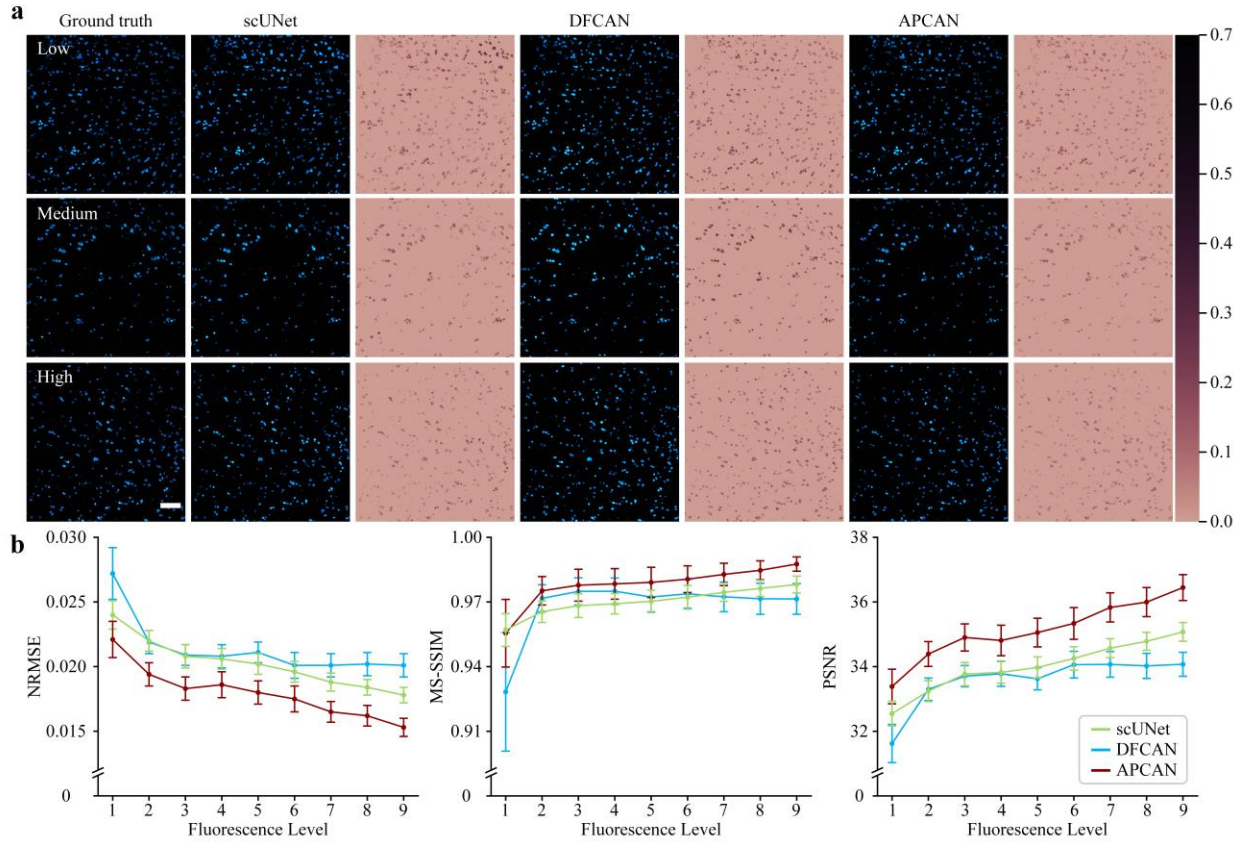 a
Ground truth scUNet DFCAN APCAN
Low
Medium
High
0.7
0.6
0.5
0.4
0.3
0.2
0.1
0.0
b
0.030
0.025
0.020
0.015
0
NRMSE
1 2 3 4 5 6 7 8 9
Fluorescence Level
1.00
0.97
0.94
0.91
0
MS-SSIM
1 2 3 4 5 6 7 8 9
Fluorescence Level
38
36
34
32
0
PSNR
scUNet
DFCAN
APCAN
1 2 3 4 5 6 7 8 9
Fluorescence Level